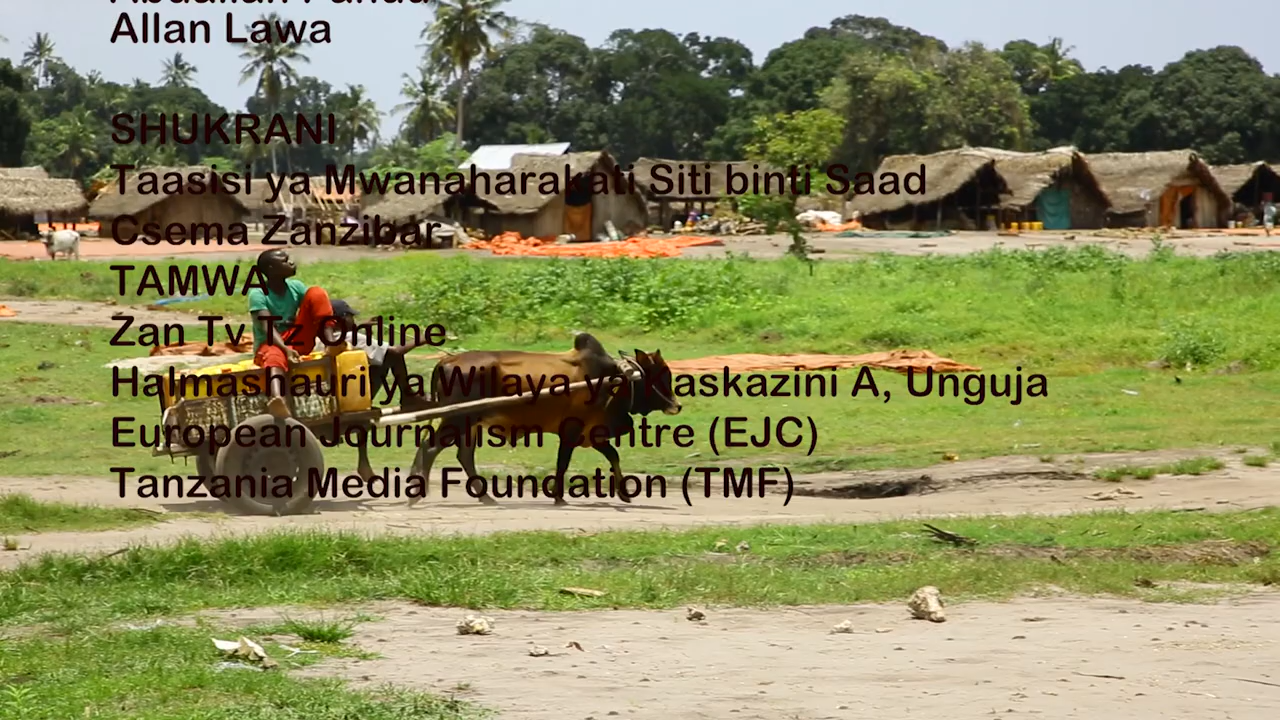 Allan Lawa
SHUKRANI
Taasisi ya Mwanaharakati Siti binti Saad
Csema Zanzibar
TAMWA
Zan Tv Tz Online
Halmashauri ya Wilaya ya Kaskazini A, Unguja
European Journalism Centre (EJC)
Tanzania Media Foundation (TMF)